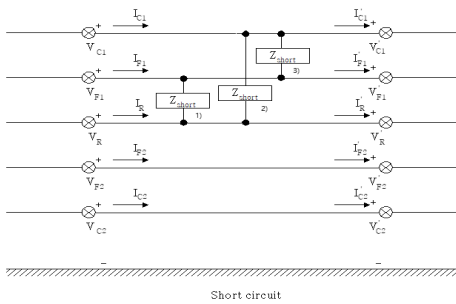 I_C1 I'_C1
+ +
V_C1 Z_short 3) V'_C1
I_F1 I'_F1
+ +
V_F1 Z_short 1) Z_short 2) V'_F1
I_R I'_R
+ +
V_R V'_R
I_F2 I'_F2
+ +
V_F2 V'_F2
I_C2 I'_C2
+ +
V_C2 V'_C2
− −
Short circuit